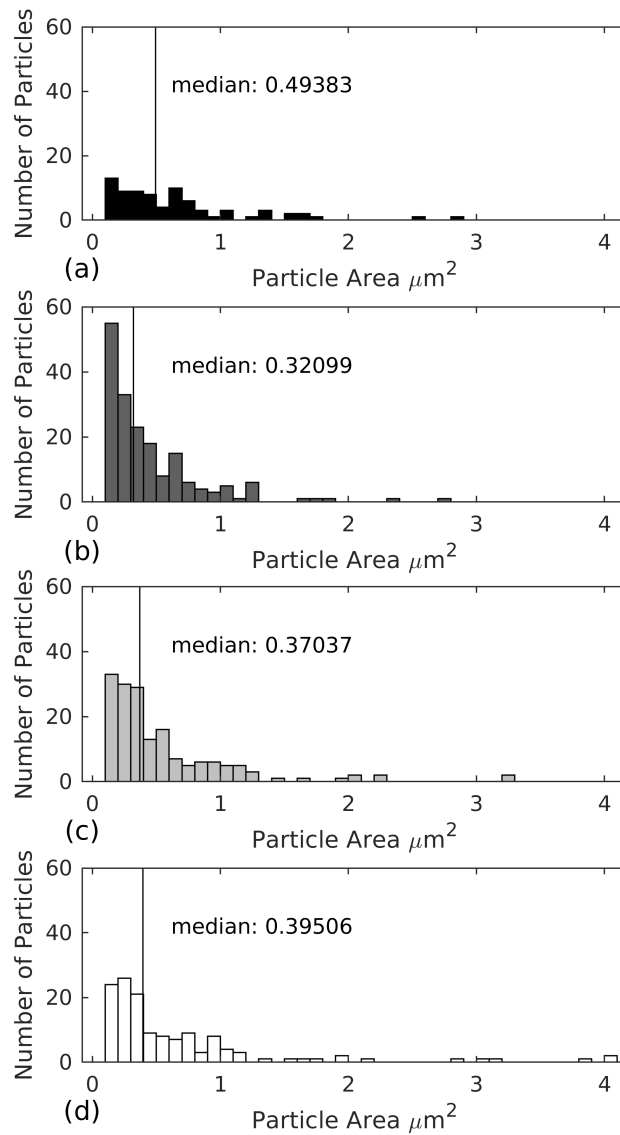 Number of Particles
60
40
20
0
median: 0.49383
0 1 2 3 4
(a)
Particle Area μm²
Number of Particles
60
40
20
0
median: 0.32099
0 1 2 3 4
(b)
Particle Area μm²
Number of Particles
60
40
20
0
median: 0.37037
0 1 2 3 4
(c)
Particle Area μm²
Number of Particles
60
40
20
0
median: 0.39506
0 1 2 3 4
(d)
Particle Area μm²